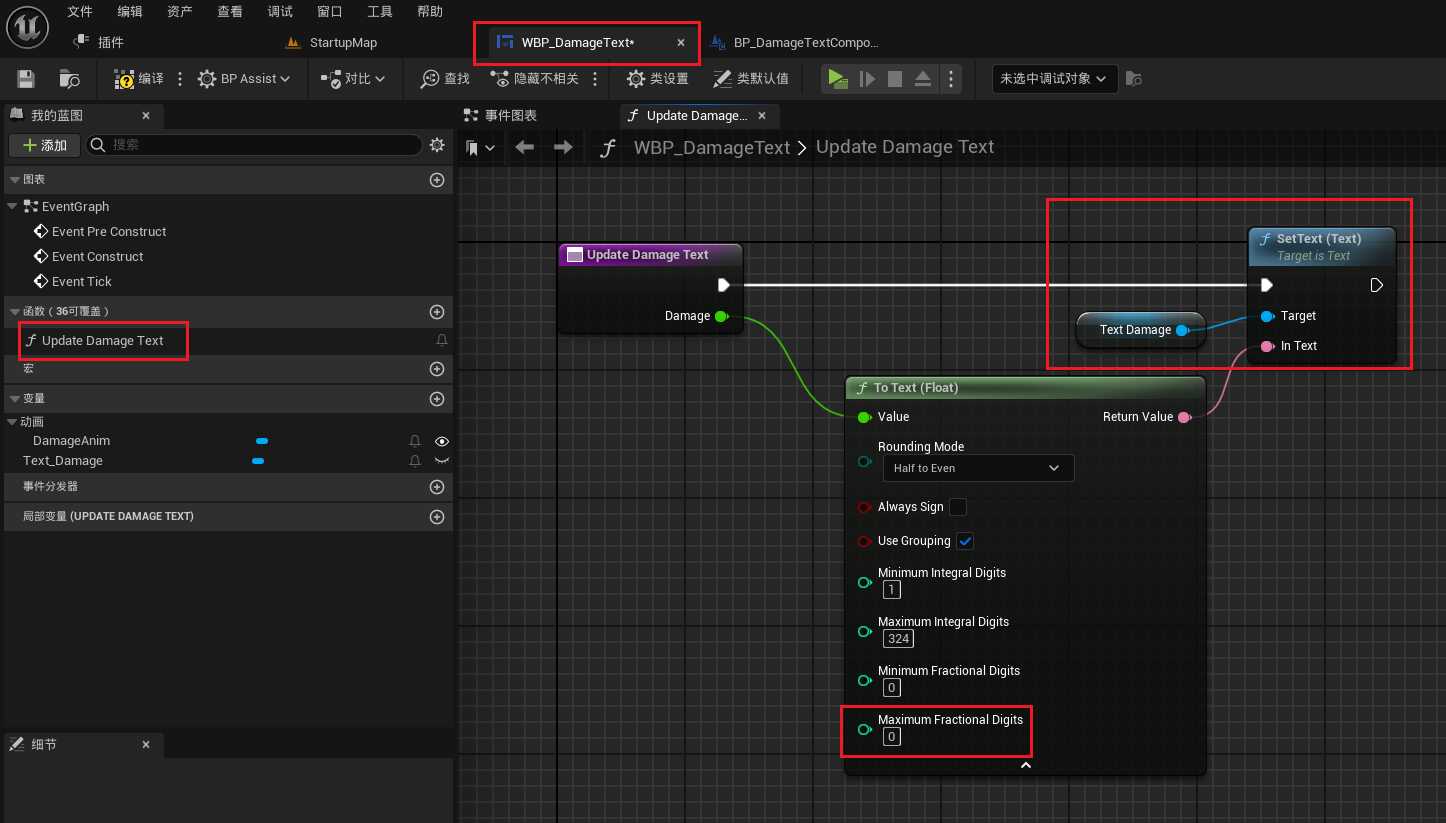 文件 编辑 资产 查看 调试 窗口 工具 帮助
插件 StartupMap WBP_DamageText* BP_DamageTextCompo...
编译 BP Assist 对比 查找 隐藏不相关 类设置 类默认值 未选中调试对象
我的蓝图
添加 搜索
图表
EventGraph
Event Pre Construct
Event Construct
Event Tick
函数（36可覆盖）
Update Damage Text
宏
变量
动画
DamageAnim
Text_Damage
事件分发器
局部变量 (UPDATE DAMAGE TEXT)
细节
事件图表 Update Damage...
WBP_DamageText > Update Damage Text
Update Damage Text
Damage
Text Damage
SetText (Text)
Target is Text
Target
In Text
To Text (Float)
Value Return Value
Rounding Mode
Half to Even
Always Sign
Use Grouping
Minimum Integral Digits
1
Maximum Integral Digits
324
Minimum Fractional Digits
0
Maximum Fractional Digits
0